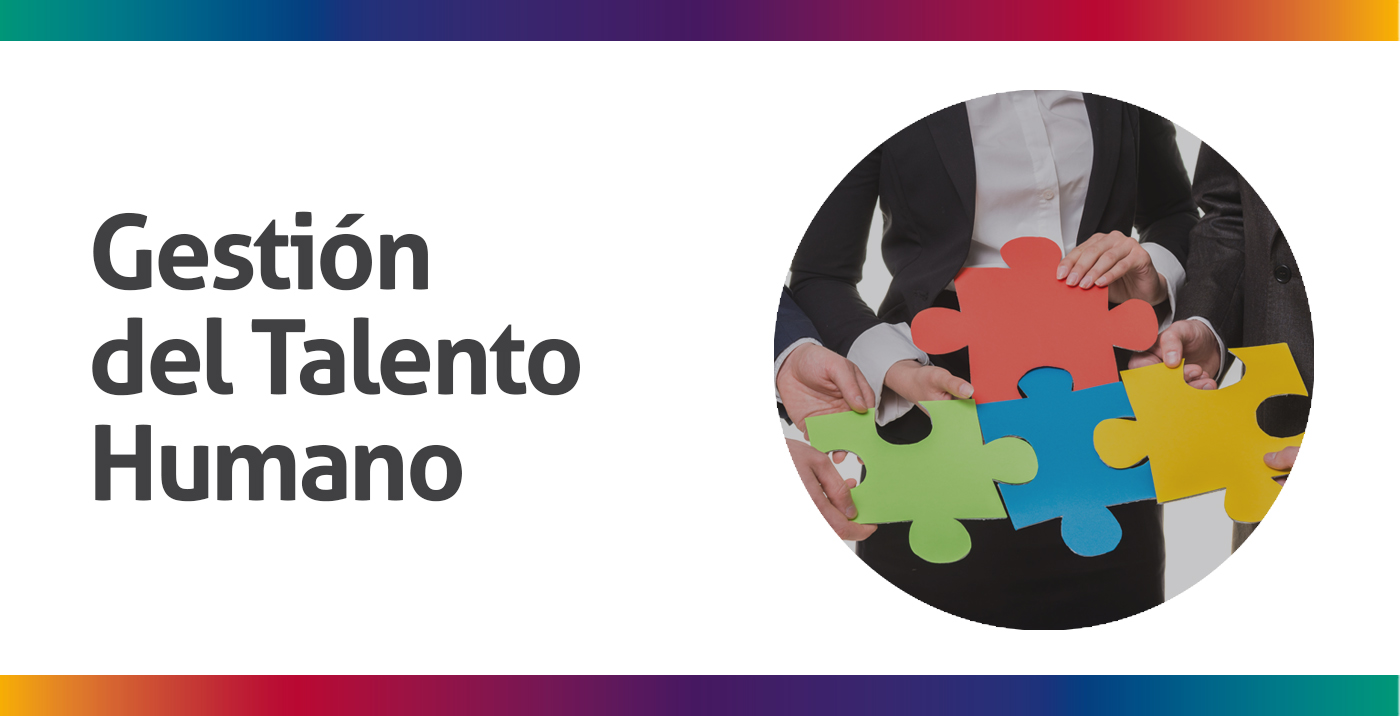 Gestión
del Talento
Humano